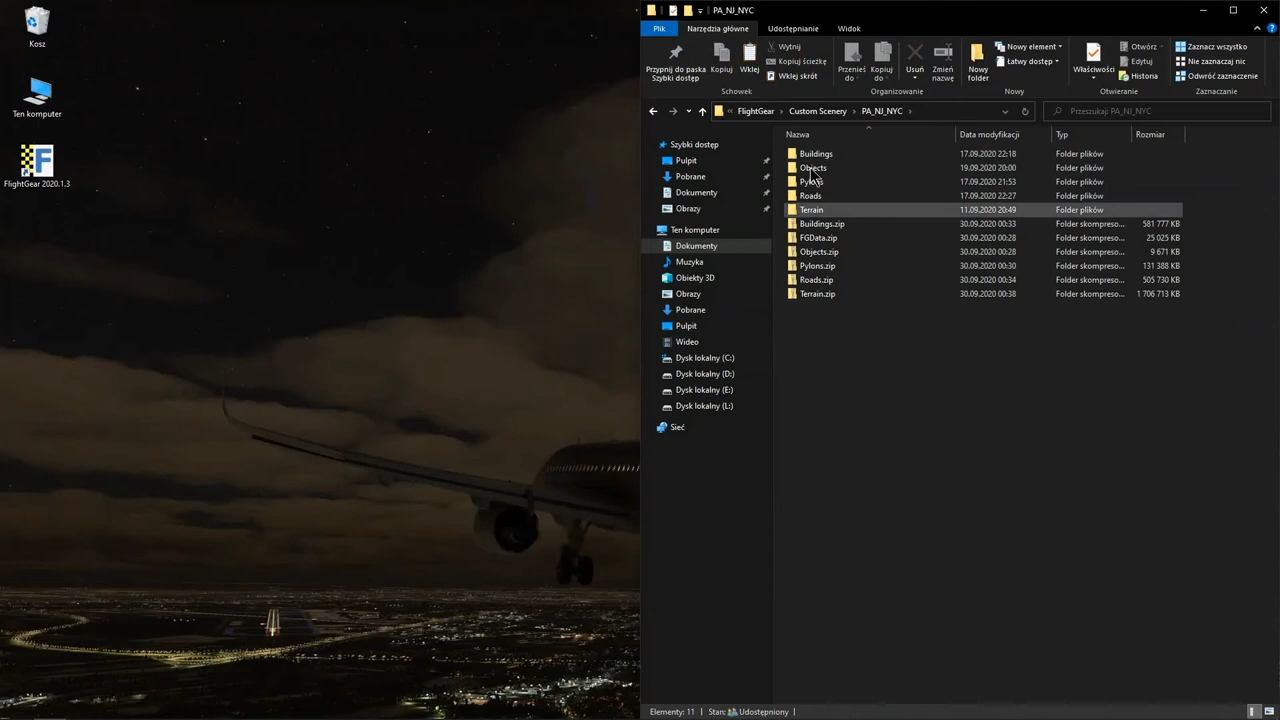 Kosz
Ten komputer
FlightGear 2020.1.3
PA_NJ_NYC
Plik
Narzędzia główne
Udostępnianie
Widok
Przypnij do paska
Szybki dostęp
Kopiuj
Wklej
Wytnij
Kopiuj ścieżkę
Wklej skrót
Schowek
Przenieś
do
Kopiuj
do
Usuń
Zmień
nazwę
Organizowanie
Nowy
folder
Nowy element
Łatwy dostęp
Nowy
Właściwości
Otwórz
Edytuj
Historia
Otwieranie
Zaznacz wszystko
Nie zaznaczaj nic
Odwróć zaznaczenie
Zaznaczanie
« FlightGear > Custom Scenery > PA_NJ_NYC >
Przeszukaj: PA_NJ_NYC
Szybki dostęp
Pulpit
Pobrane
Dokumenty
Obrazy
Ten komputer
Dokumenty
Muzyka
Obiekty 3D
Obrazy
Pobrane
Pulpit
Wideo
Dysk lokalny (C:)
Dysk lokalny (D:)
Dysk lokalny (E:)
Dysk lokalny (L:)
Sieć
Nazwa Data modyfikacji Typ Rozmiar
Buildings 17.09.2020 22:18 Folder plików
Objects 19.09.2020 20:00 Folder plików
Pylons 17.09.2020 21:53 Folder plików
Roads 17.09.2020 22:27 Folder plików
Terrain 11.09.2020 20:49 Folder plików
Buildings.zip 30.09.2020 00:33 Folder skompreso... 581 777 KB
FGData.zip 30.09.2020 00:28 Folder skompreso... 25 025 KB
Objects.zip 30.09.2020 00:28 Folder skompreso... 9 671 KB
Pylons.zip 30.09.2020 00:30 Folder skompreso... 131 388 KB
Roads.zip 30.09.2020 00:34 Folder skompreso... 505 730 KB
Terrain.zip 30.09.2020 00:38 Folder skompreso... 1 706 713 KB
Elementy: 11 Stan: Udostępniony